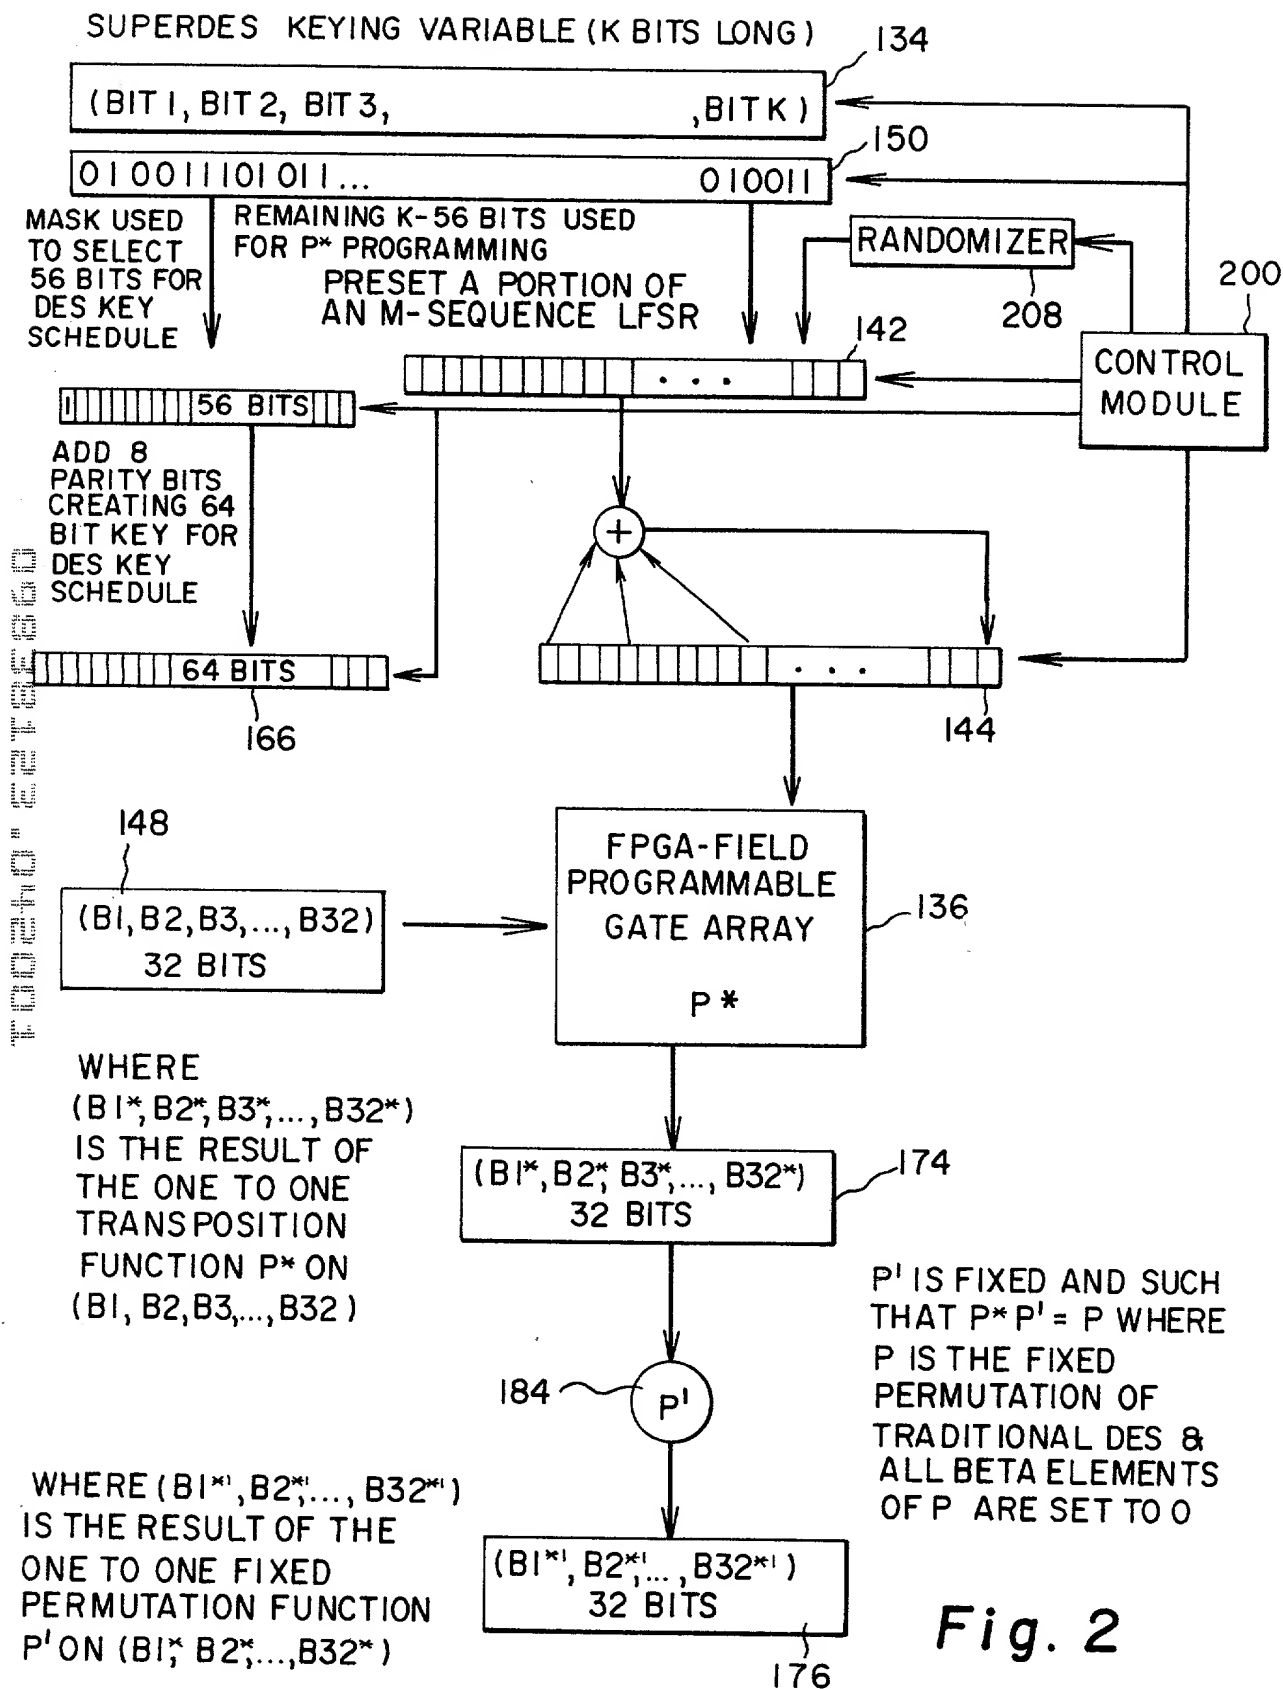 SUPERDES KEYING VARIABLE (K BITS LONG)
134
(BIT 1, BIT 2, BIT 3, ,BIT K)
150
010011101011... 010011
MASK USED
TO SELECT
56 BITS FOR
DES KEY
SCHEDULE
REMAINING K-56 BITS USED
FOR P* PROGRAMMING
PRESET A PORTION OF
AN M-SEQUENCE LFSR
RANDOMIZER
208
200
CONTROL
MODULE
142
. . .
56 BITS
ADD 8
PARITY BITS
CREATING 64
BIT KEY FOR
DES KEY
SCHEDULE
+
64 BITS
166
. . .
144
148
(B1, B2, B3,..., B32)
32 BITS
FPGA-FIELD
PROGRAMMABLE
GATE ARRAY
P*
136
WHERE
(B1*, B2*, B3*,..., B32*)
IS THE RESULT OF
THE ONE TO ONE
TRANSPOSITION
FUNCTION P* ON
(B1, B2, B3,..., B32)
(B1*, B2*, B3*,..., B32*)
32 BITS
174
184
P'
P' IS FIXED AND SUCH
THAT P* P' = P WHERE
P IS THE FIXED
PERMUTATION OF
TRADITIONAL DES &
ALL BETA ELEMENTS
OF P ARE SET TO 0
WHERE (B1*', B2*',..., B32*')
IS THE RESULT OF THE
ONE TO ONE FIXED
PERMUTATION FUNCTION
P' ON (B1*, B2*,..., B32*)
(B1*', B2*',..., B32*')
32 BITS
176
Fig. 2